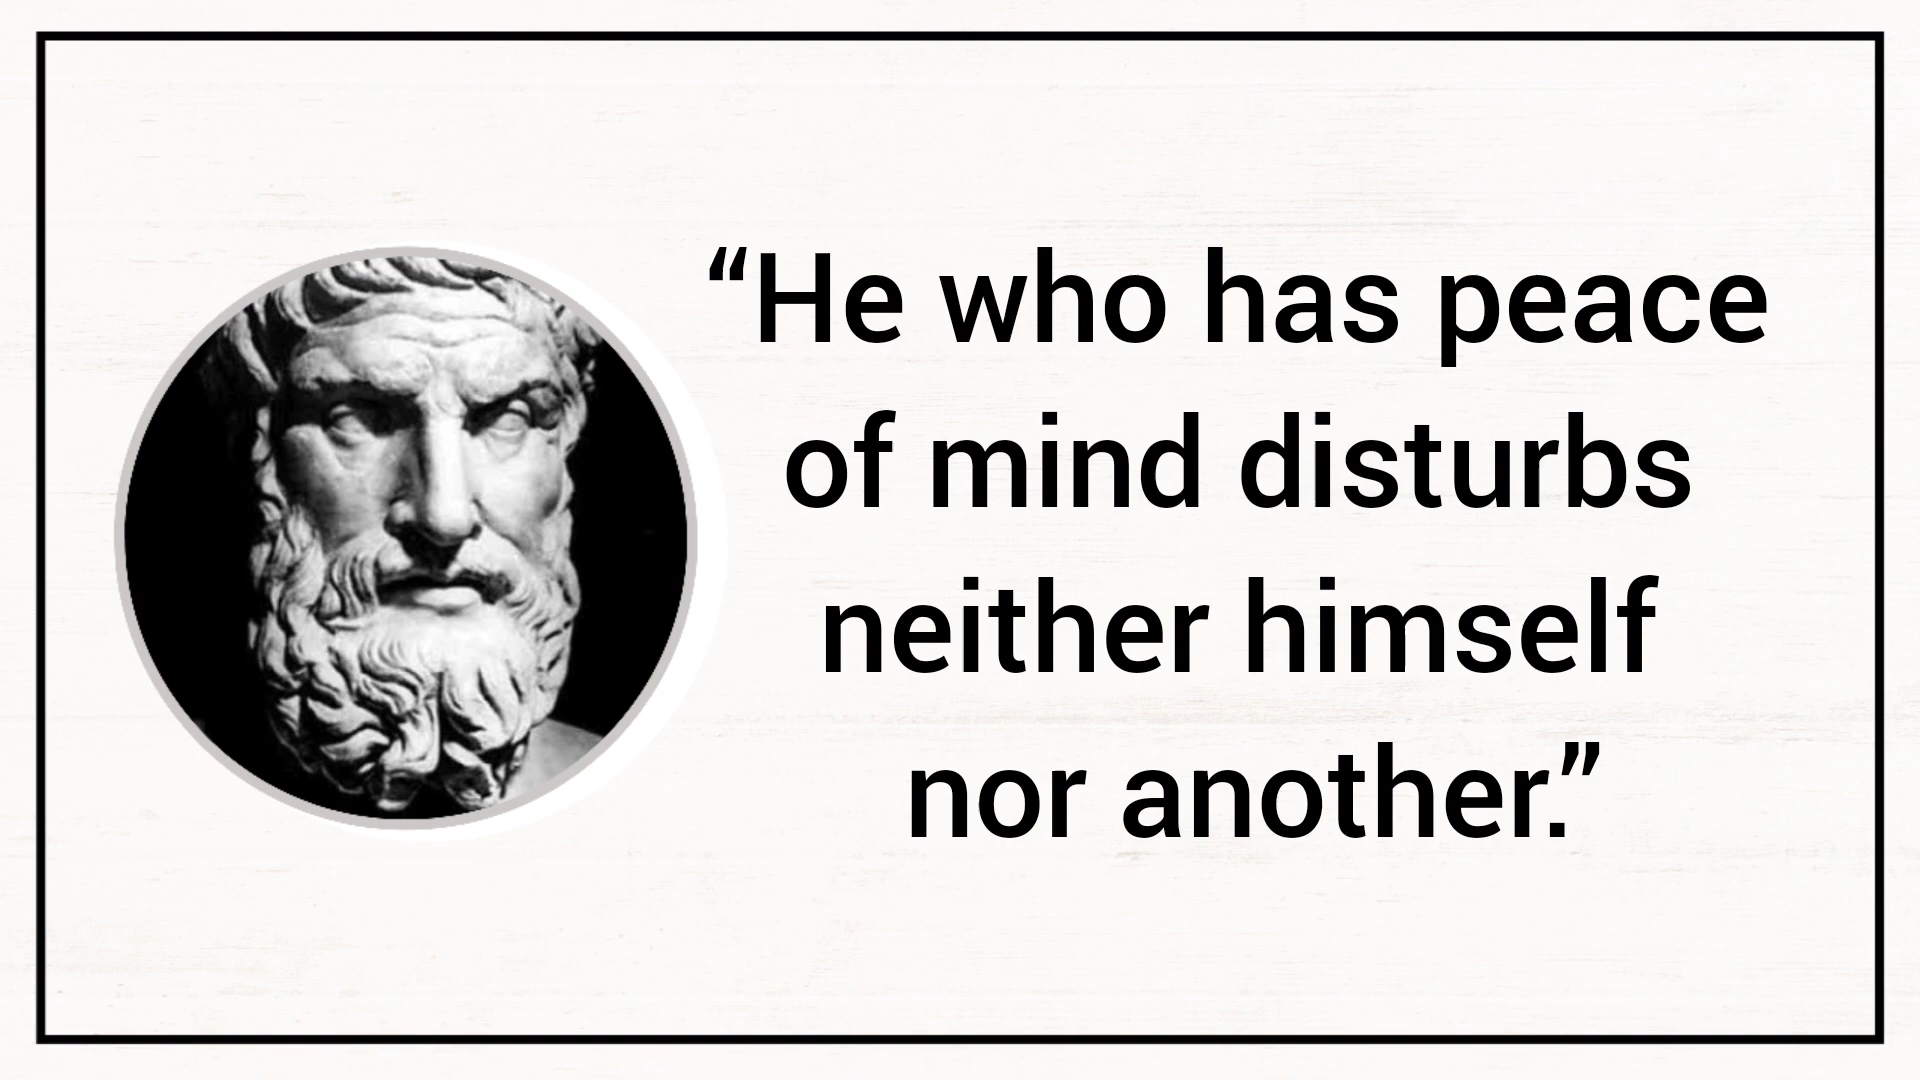 “He who has peace
of mind disturbs
neither himself
nor another.”